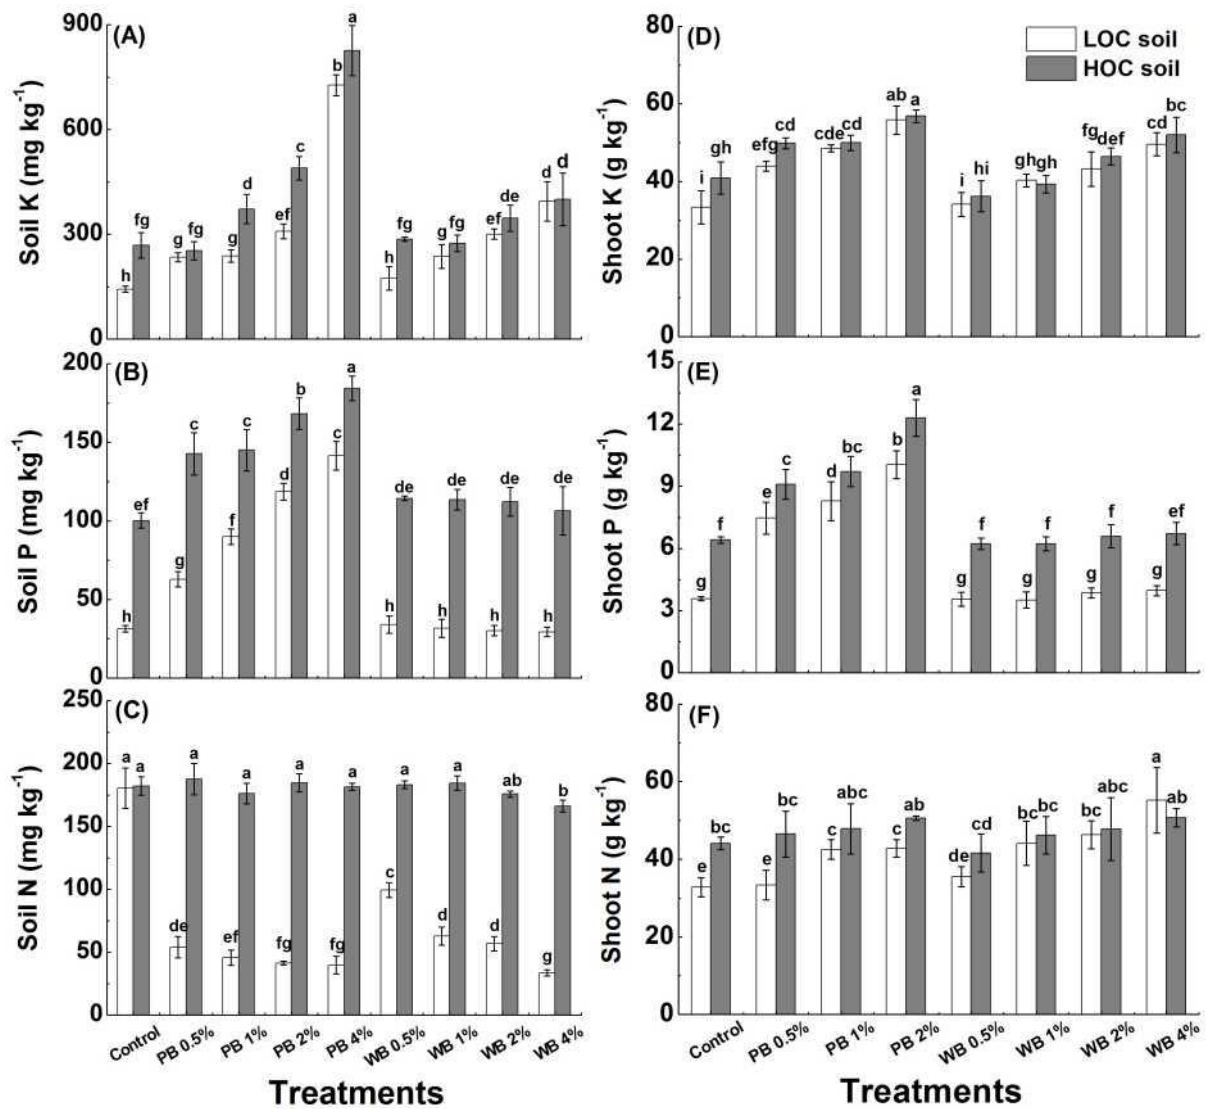 (A)
Soil K (mg kg-1)
900
600
300
0
h fg g g g d ef c b a h fg g fg ef de d d
(B)
Soil P (mg kg-1)
200
150
100
50
0
h ef g c f c d b c a h de h de h de h de
(C)
Soil N (mg kg-1)
250
200
150
100
50
0
a a de a ef a fg a fg a c a d a d ab g b
Control PB 0.5% PB 1% PB 2% PB 4% WB 0.5% WB 1% WB 2% WB 4%
Treatments
(D)
LOC soil
HOC soil
Shoot K (g kg-1)
80
60
40
20
0
i gh efg cd cde cd ab a i hi gh gh fg def cd bc
(E)
Shoot P (g kg-1)
15
12
9
6
3
0
g f e c d bc b a g f g f g f g ef
(F)
Shoot N (g kg-1)
80
60
40
20
0
e bc e bc c abc c ab de cd bc bc bc abc a ab
Control PB 0.5% PB 1% PB 2% WB 0.5% WB 1% WB 2% WB 4%
Treatments